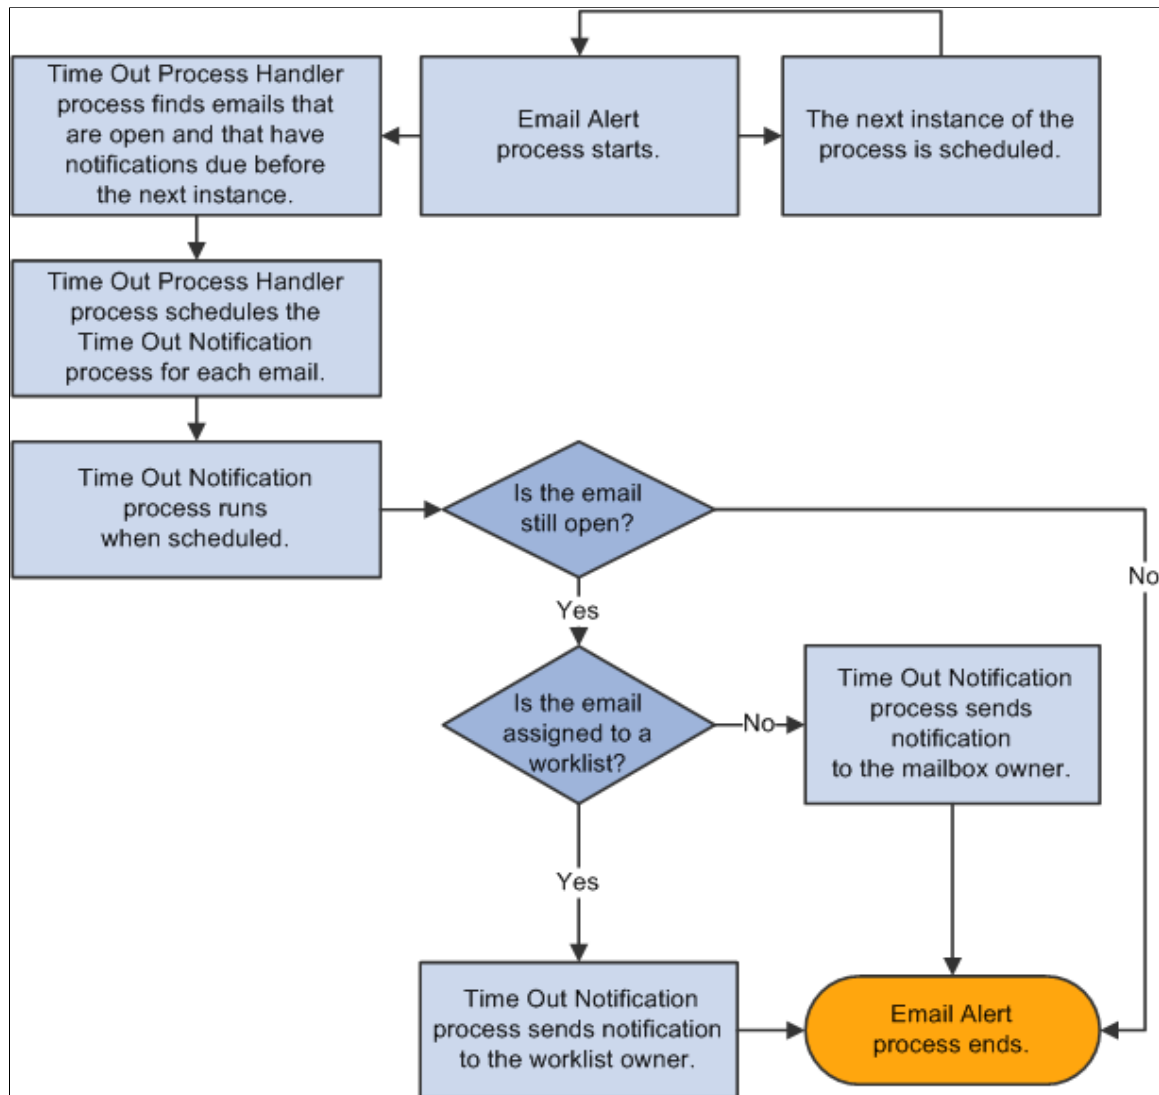 Time Out Process Handler
process finds emails that
are open and that have
notifications due before
the next instance.
Email Alert
process starts.
The next instance of the
process is scheduled.
Time Out Process Handler
process schedules the
Time Out Notification
process for each email.
Time Out Notification
process runs
when scheduled.
Is the email
still open?
No
Yes
Is the email
assigned to a
worklist?
No
Time Out Notification
process sends
notification
to the mailbox owner.
Yes
Time Out Notification
process sends notification
to the worklist owner.
Email Alert
process ends.